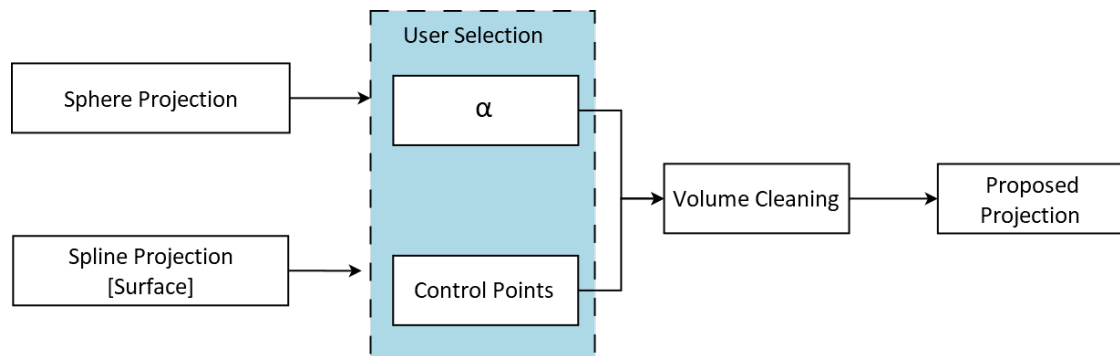 User Selection
Sphere Projection
α
Volume Cleaning
Proposed
Projection
Spline Projection
[Surface]
Control Points